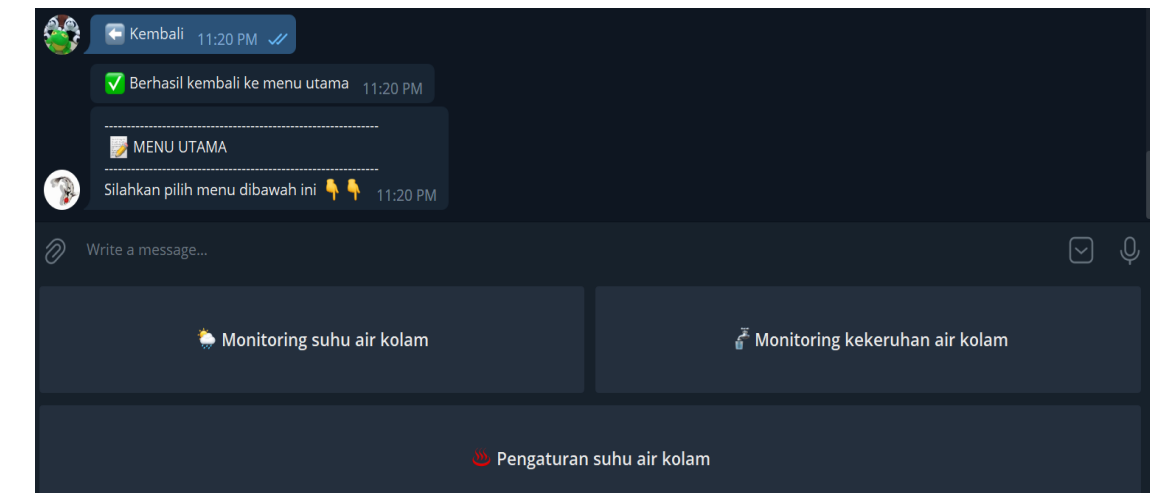 ⬅ Kembali 11:20 PM
✅ Berhasil kembali ke menu utama 11:20 PM
--------------------------------------------------------------
📝 MENU UTAMA
--------------------------------------------------------------
Silahkan pilih menu dibawah ini 👇👇 11:20 PM
Write a message...
🌦 Monitoring suhu air kolam
🚰 Monitoring kekeruhan air kolam
♨ Pengaturan suhu air kolam